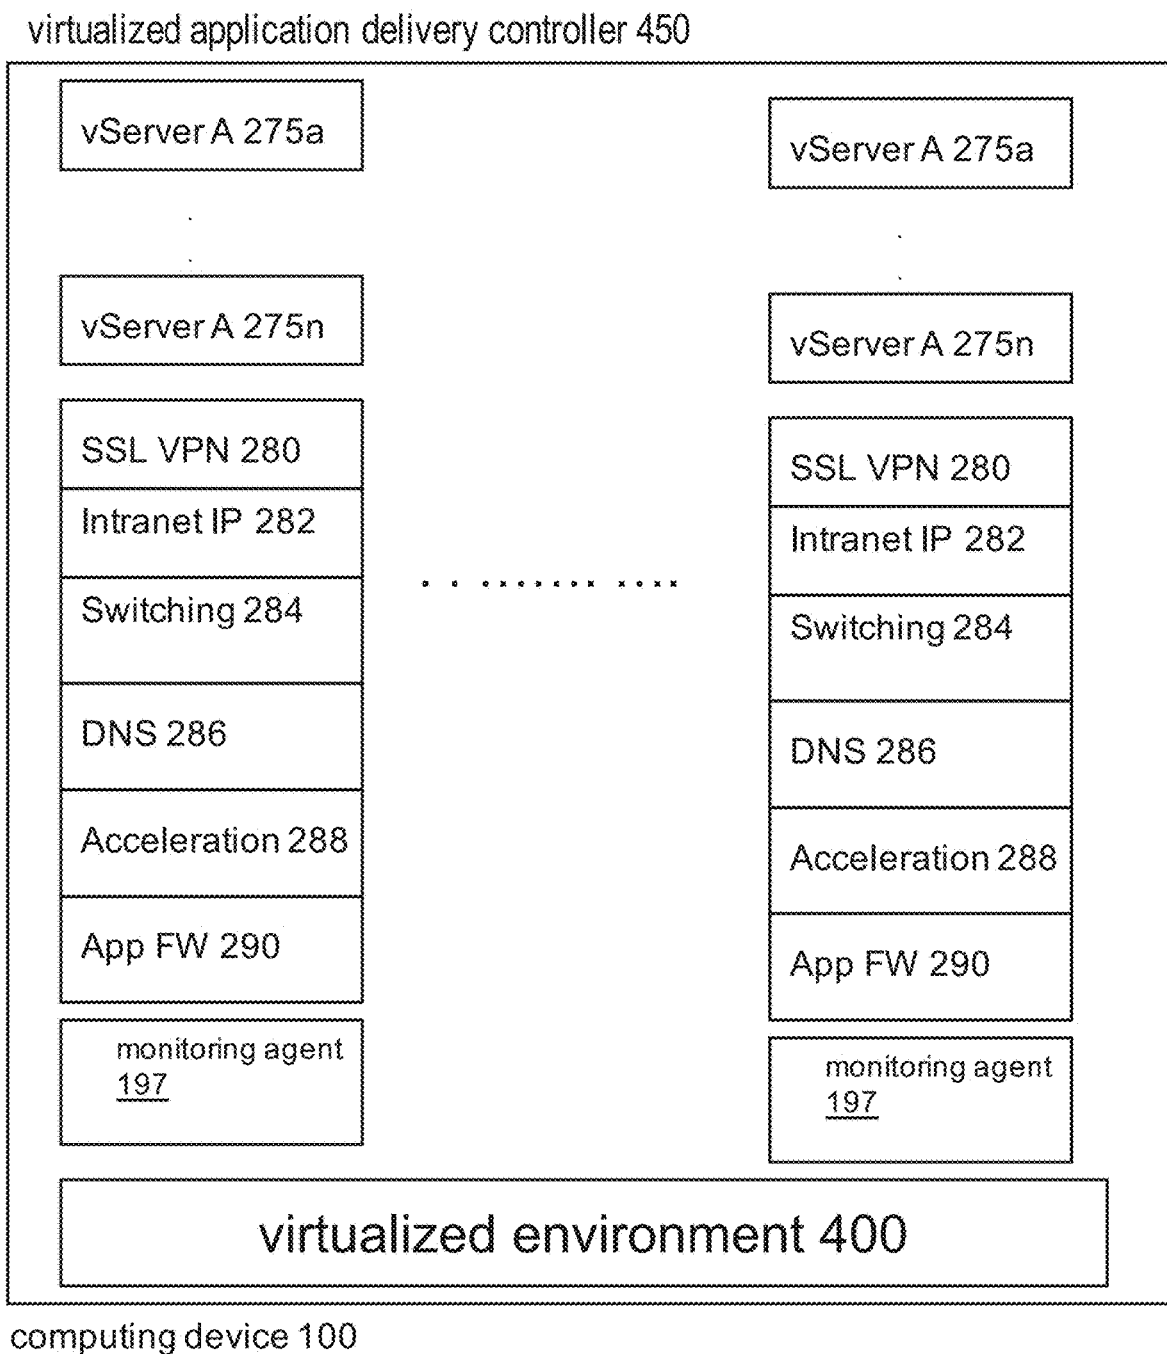 virtualized application delivery controller 450
vServer A 275a
vServer A 275n
SSL VPN 280
Intranet IP 282
Switching 284
DNS 286
Acceleration 288
App FW 290
monitoring agent
197
vServer A 275a
vServer A 275n
SSL VPN 280
Intranet IP 282
Switching 284
DNS 286
Acceleration 288
App FW 290
monitoring agent
197
virtualized environment 400
computing device 100